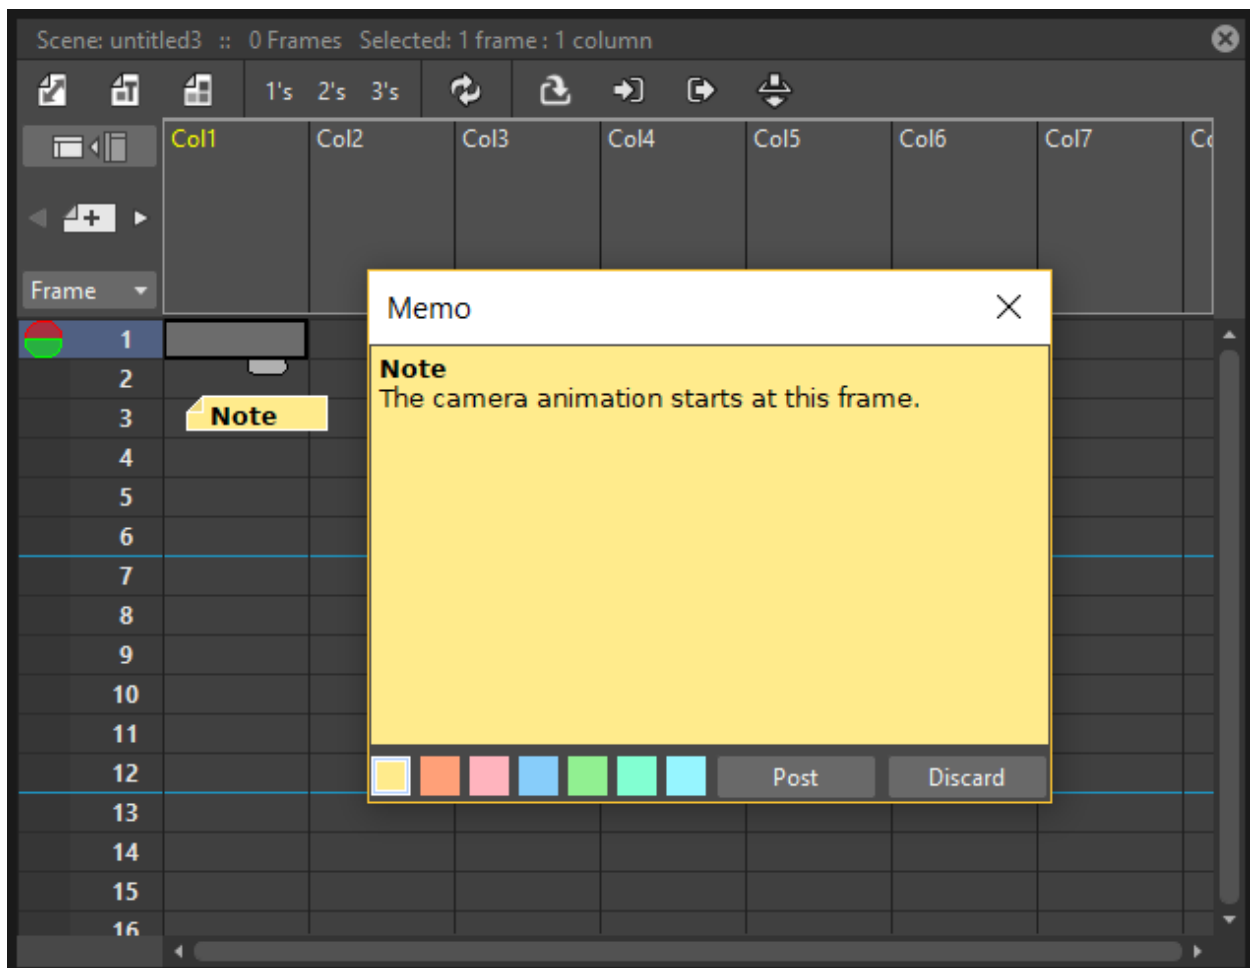 Scene: untitled3 :: 0 Frames Selected: 1 frame : 1 column
1's 2's 3's
Col1 Col2 Col3 Col4 Col5 Col6 Col7
Frame
Memo
Note
The camera animation starts at this frame.
1
2
3 Note
4
5
6
7
8
9
10
11
12
Post Discard
13
14
15
16